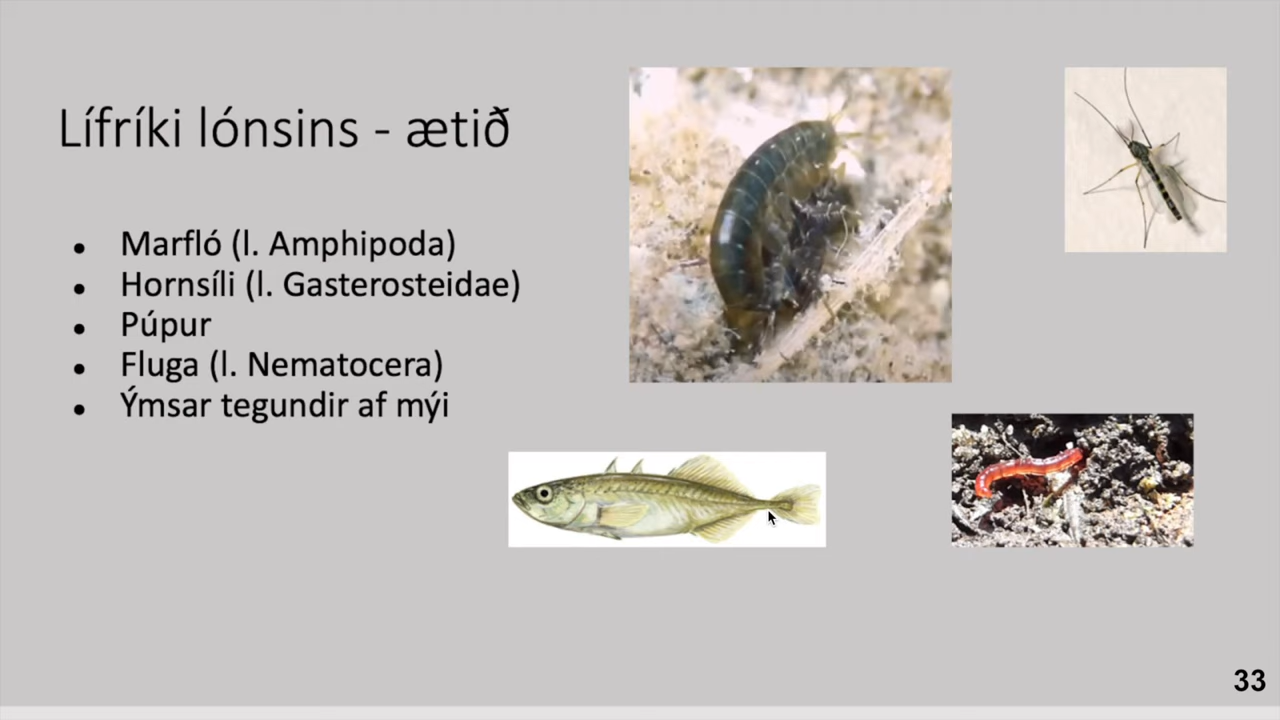 Lífríki lónsins - ætið
● Marfló (l. Amphipoda)
● Hornsíli (l. Gasterosteidae)
● Púpur
● Fluga (l. Nematocera)
● Ýmsar tegundir af mýi
33